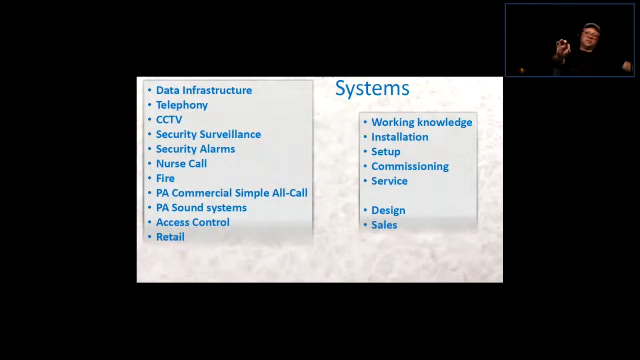 Systems
• Data Infrastructure
• Telephony
• CCTV
• Security Surveillance
• Security Alarms
• Nurse Call
• Fire
• PA Commercial Simple All-Call
• PA Sound systems
• Access Control
• Retail
• Working knowledge
• Installation
• Setup
• Commissioning
• Service
• Design
• Sales